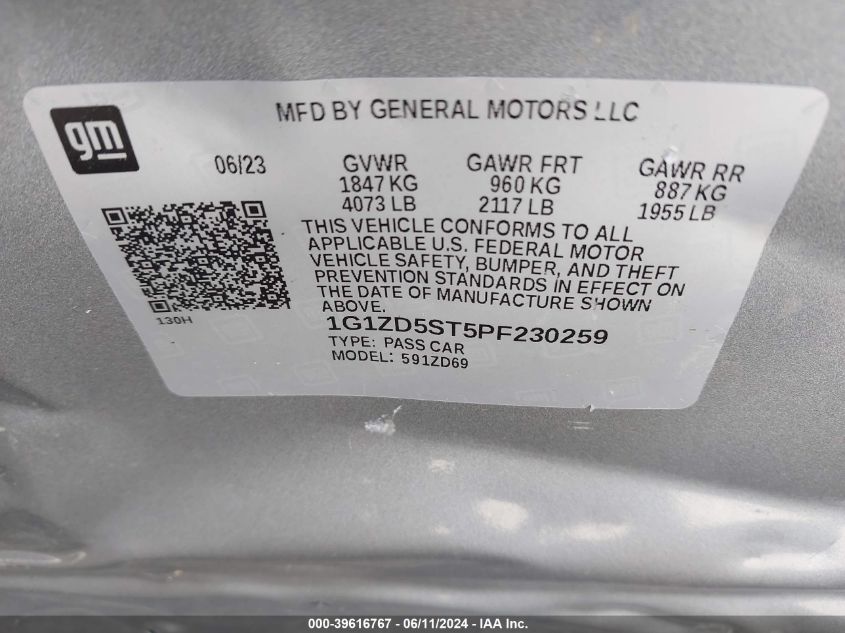 MFD BY GENERAL MOTORS LLC
gm
06/23 GVWR GAWR FRT GAWR RR
1847 KG 960 KG 887 KG
4073 LB 2117 LB 1955 LB
THIS VEHICLE CONFORMS TO ALL
APPLICABLE U.S. FEDERAL MOTOR
VEHICLE SAFETY, BUMPER, AND THEFT
PREVENTION STANDARDS IN EFFECT ON
THE DATE OF MANUFACTURE SHOWN
ABOVE.
130H
1G1ZD5ST5PF230259
TYPE: PASS CAR
MODEL: 591ZD69
000-39616767 - 06/11/2024 - IAA Inc.